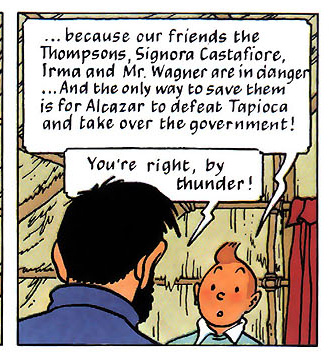 ... because our friends the
Thompsons, Signora Castafiore,
Irma and Mr. Wagner are in danger
...And the only way to save them
is for Alcazar to defeat Tapioca
and take over the government!
You're right, by
thunder!